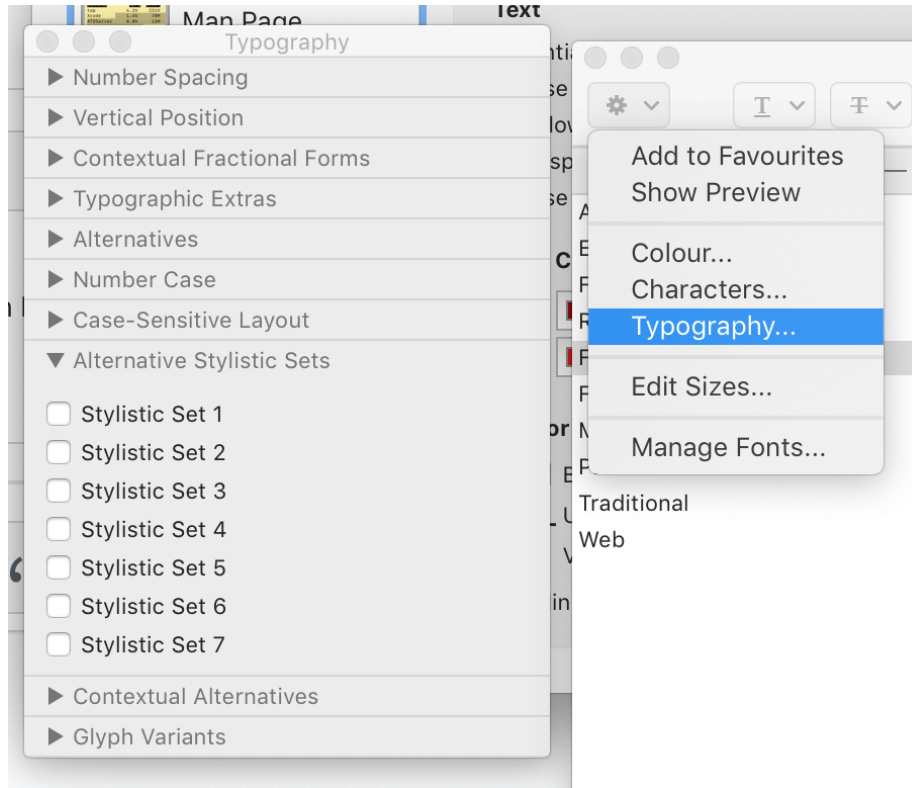 Man Page
Text
Typography
Number Spacing
Vertical Position
Contextual Fractional Forms
Typographic Extras
Alternatives
Number Case
Case-Sensitive Layout
Alternative Stylistic Sets
Stylistic Set 1
Stylistic Set 2
Stylistic Set 3
Stylistic Set 4
Stylistic Set 5
Stylistic Set 6
Stylistic Set 7
Contextual Alternatives
Glyph Variants
T
T
Add to Favourites
Show Preview
Colour...
Characters...
Typography...
Edit Sizes...
Manage Fonts...
Traditional
Web